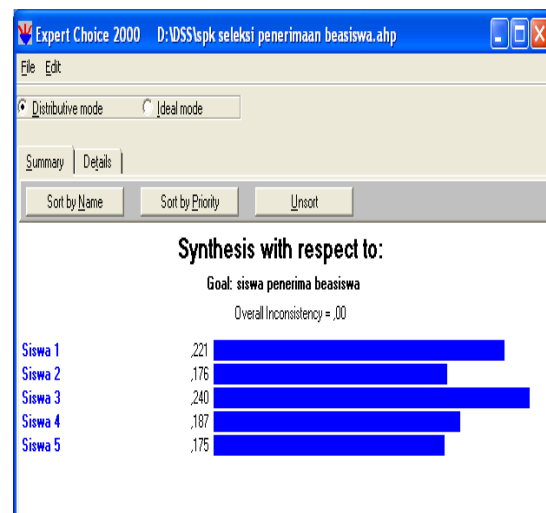 Expert Choice 2000 D:\DSS\spk seleksi penerimaan beasiswa.ahp
File Edit
Distributive mode Ideal mode
Summary Details
Sort by Name Sort by Priority Unsort
Synthesis with respect to:
Goal: siswa penerima beasiswa
Overall Inconsistency = ,00
Siswa 1 ,221
Siswa 2 ,176
Siswa 3 ,240
Siswa 4 ,187
Siswa 5 ,175